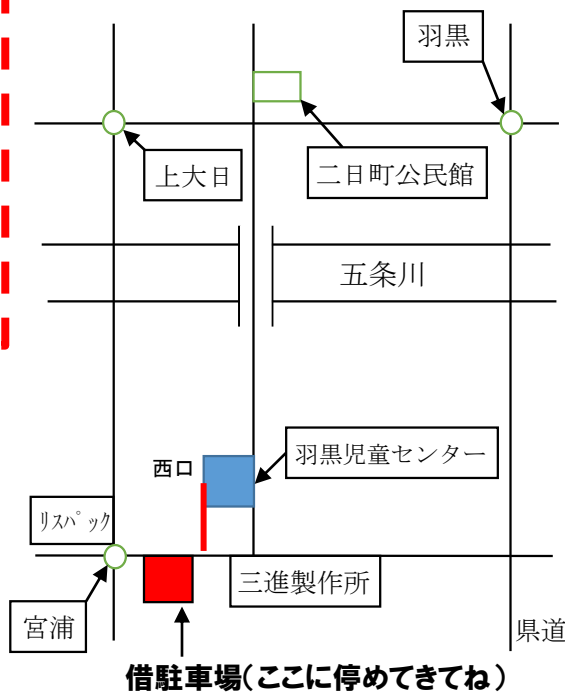 羽黒
上大日
二日町公民館
五条川
羽黒児童センター
西口
リスパック
三進製作所
宮浦
県道
借駐車場(ここに停めてきてね)